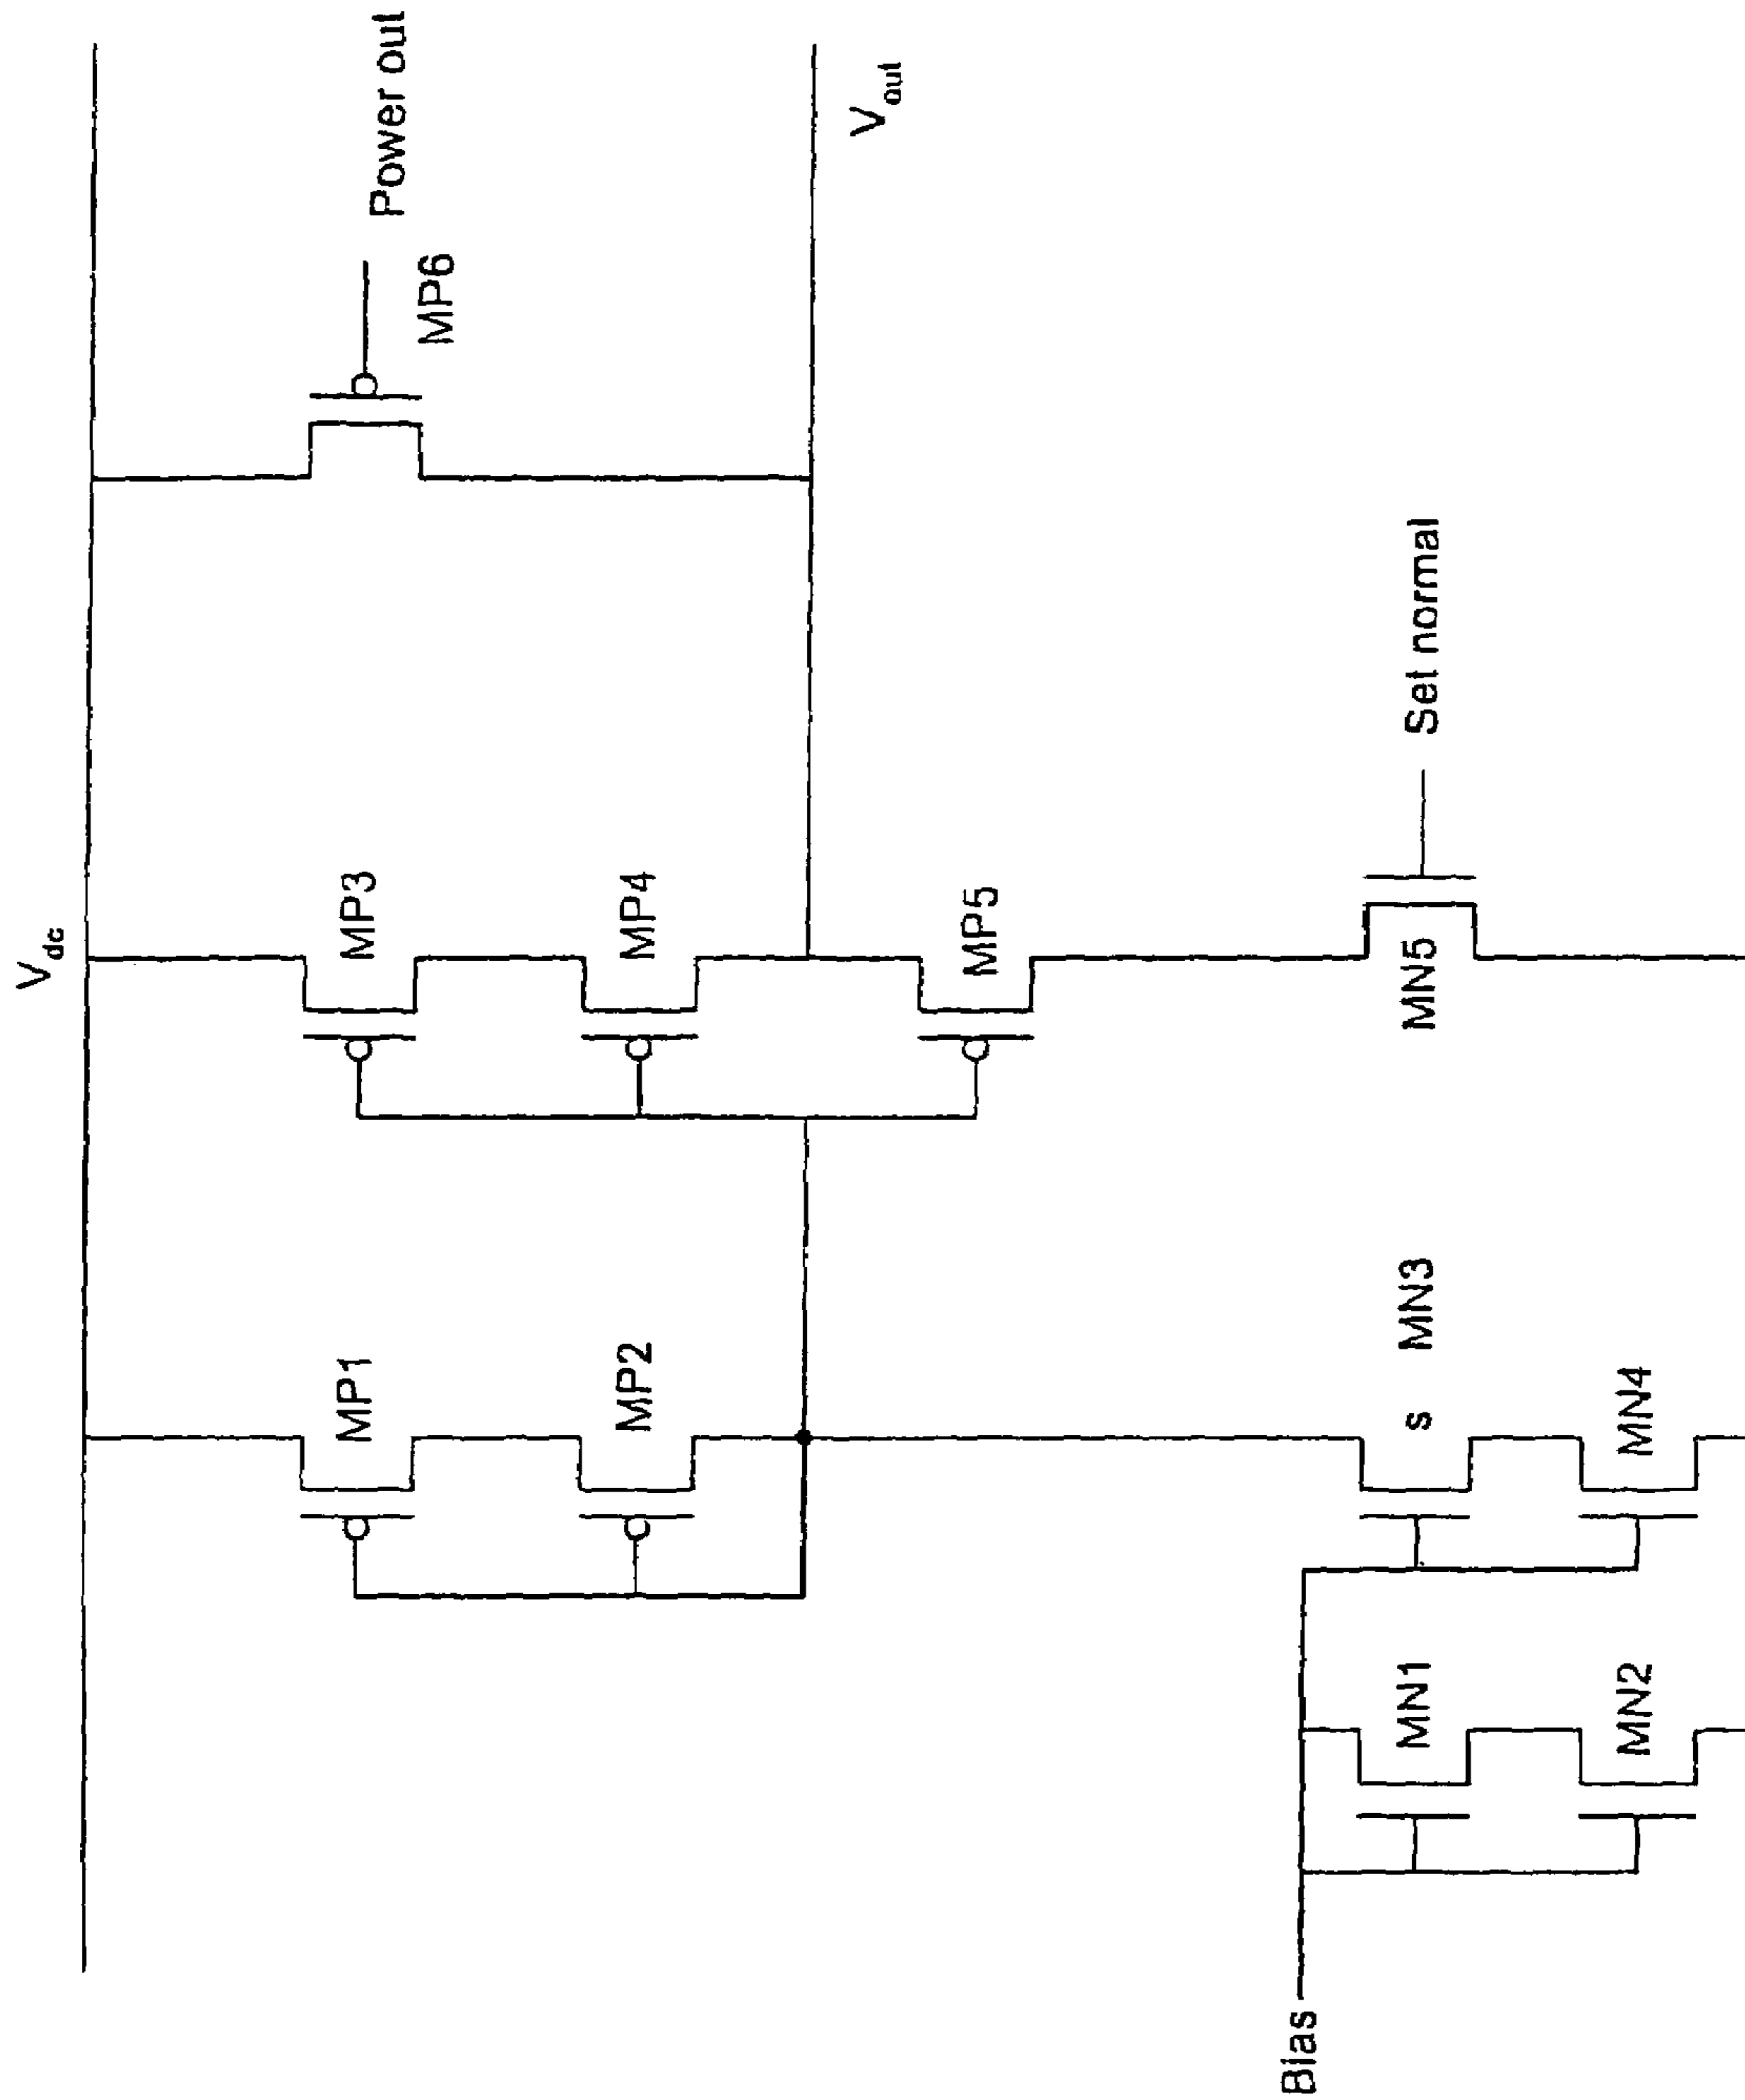 V_dc
MP1
MP3
MP6
Power out
MP2
MP4
V_out
MP5
Bias
MN1
s MN3
MN5
Set normal
MN2
MN4